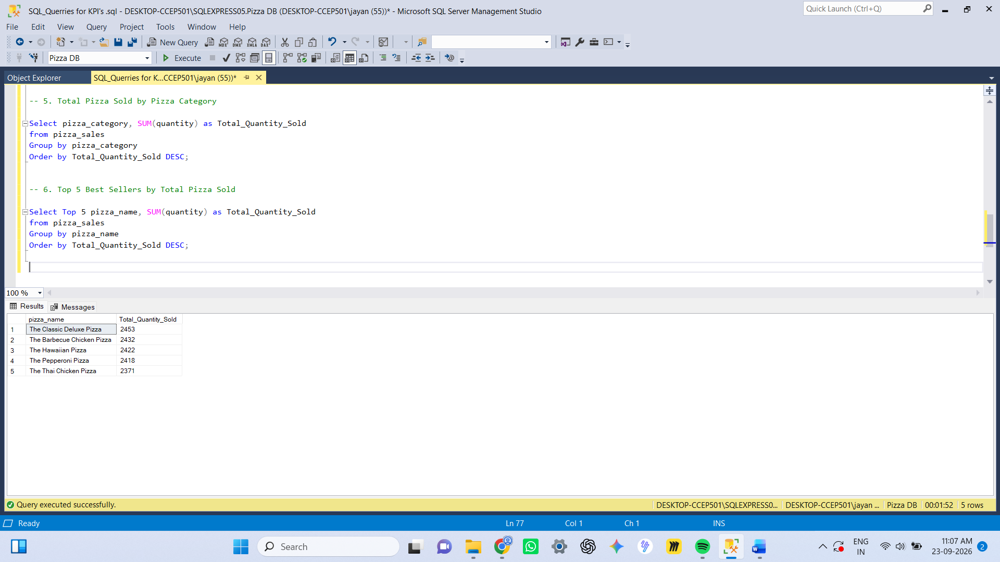 SQL_Querries for KPI's .sql - DESKTOP-CCEP501\SQLEXPRESS05.Pizza DB (DESKTOP-CCEP501\jayan (55))* - Microsoft SQL Server Management Studio
Quick Launch (Ctrl+Q)
File Edit View Query Project Tools Window Help
New Query MDX DMX XMLA DAX
Pizza DB Execute
Object Explorer
SQL_Querries for K...CCEP501\jayan (55))*
-- 5. Total Pizza Sold by Pizza Category
Select pizza_category, SUM(quantity) as Total_Quantity_Sold
from pizza_sales
Group by pizza_category
Order by Total_Quantity_Sold DESC;
-- 6. Top 5 Best Sellers by Total Pizza Sold
Select Top 5 pizza_name, SUM(quantity) as Total_Quantity_Sold
from pizza_sales
Group by pizza_name
Order by Total_Quantity_Sold DESC;
100 %
Results Messages
pizza_name Total_Quantity_Sold
1 The Classic Deluxe Pizza 2453
2 The Barbecue Chicken Pizza 2432
3 The Hawaiian Pizza 2422
4 The Pepperoni Pizza 2418
5 The Thai Chicken Pizza 2371
Query executed successfully. DESKTOP-CCEP501\SQLEXPRESS0... DESKTOP-CCEP501\jayan ... Pizza DB 00:01:52 5 rows
Ready Ln 77 Col 1 Ch 1 INS
Search
ENG
IN
11:07 AM
23-09-2026
2